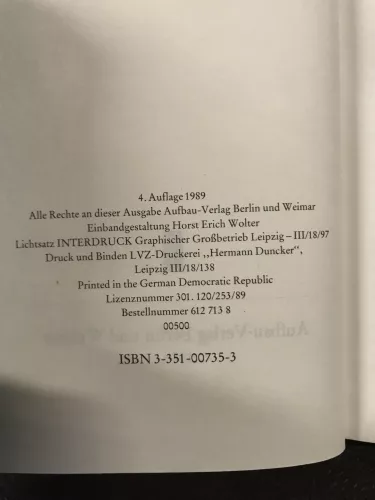 4. Auflage 1989
Alle Rechte an dieser Ausgabe Aufbau-Verlag Berlin und Weimar
Einbandgestaltung Horst Erich Wolter
Lichtsatz INTERDRUCK Graphischer Großbetrieb Leipzig – III/18/97
Druck und Binden LVZ-Druckerei „Hermann Duncker",
Leipzig III/18/138
Printed in the German Democratic Republic
Lizenznummer 301. 120/253/89
Bestellnummer 612 713 8
00500
ISBN 3-351-00735-3